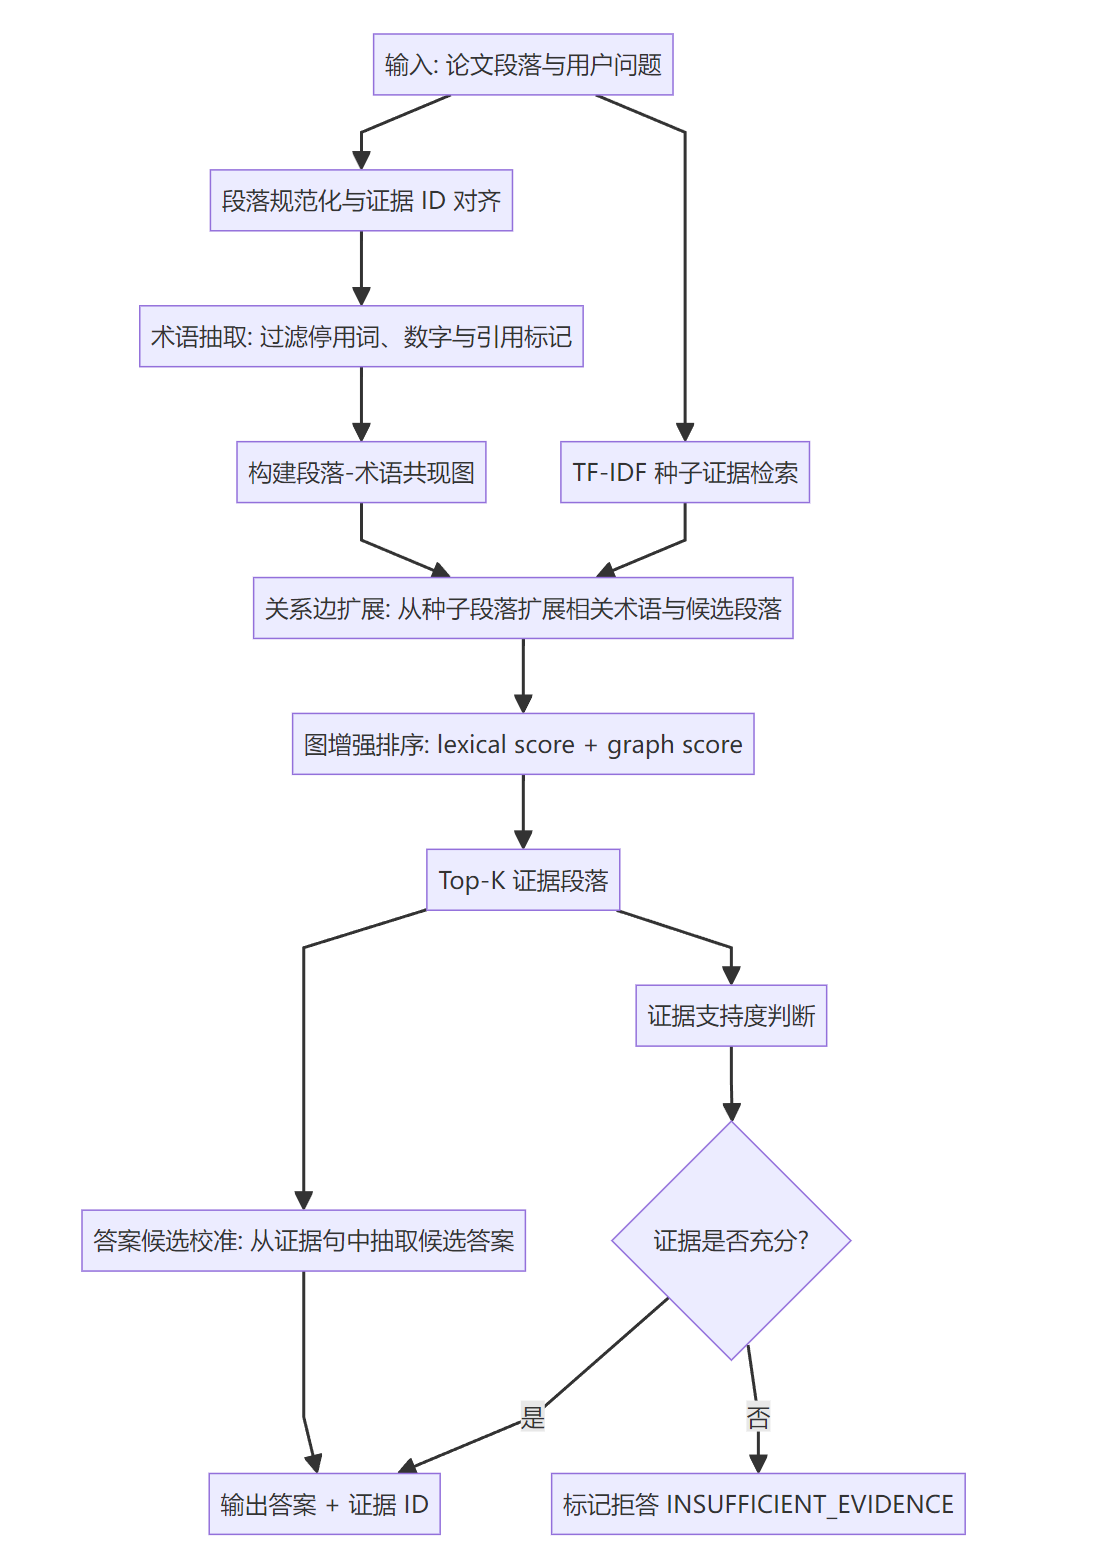 输入: 论文段落与用户问题
段落规范化与证据 ID 对齐
术语抽取: 过滤停用词、数字与引用标记
构建段落-术语共现图
TF-IDF 种子证据检索
关系边扩展: 从种子段落扩展相关术语与候选段落
图增强排序: lexical score + graph score
Top-K 证据段落
证据支持度判断
答案候选校准: 从证据句中抽取候选答案
证据是否充分?
是
否
输出答案 + 证据 ID
标记拒答 INSUFFICIENT_EVIDENCE